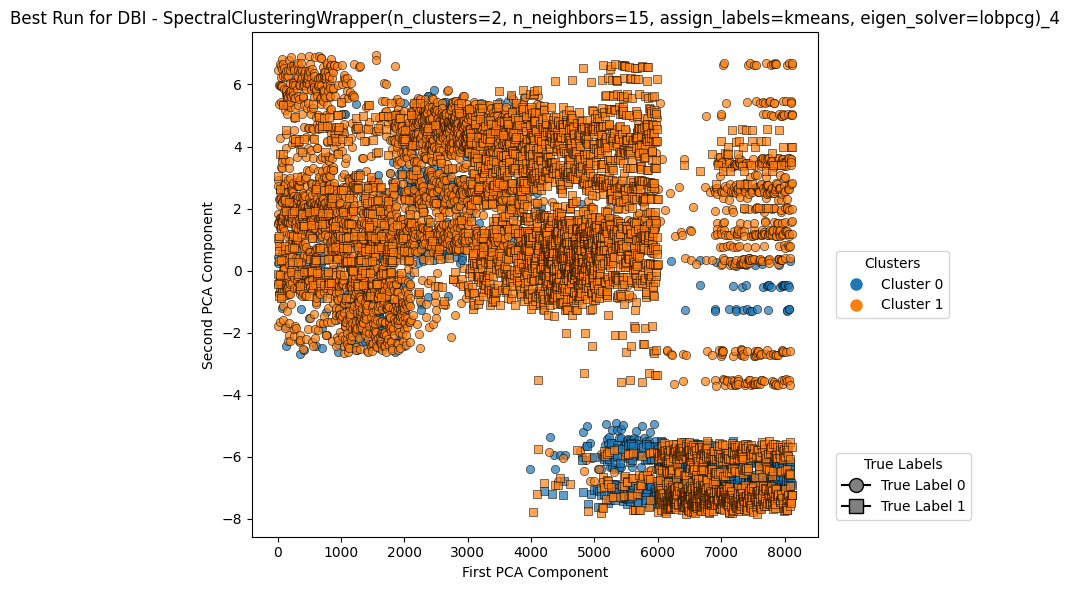 Best Run for DBI - SpectralClusteringWrapper(n_clusters=2, n_neighbors=15, assign_labels=kmeans, eigen_solver=lobpcg)_4
Second PCA Component
6
4
2
0
−2
−4
−6
−8
0 1000 2000 3000 4000 5000 6000 7000 8000
First PCA Component
Clusters
Cluster 0
Cluster 1
True Labels
True Label 0
True Label 1